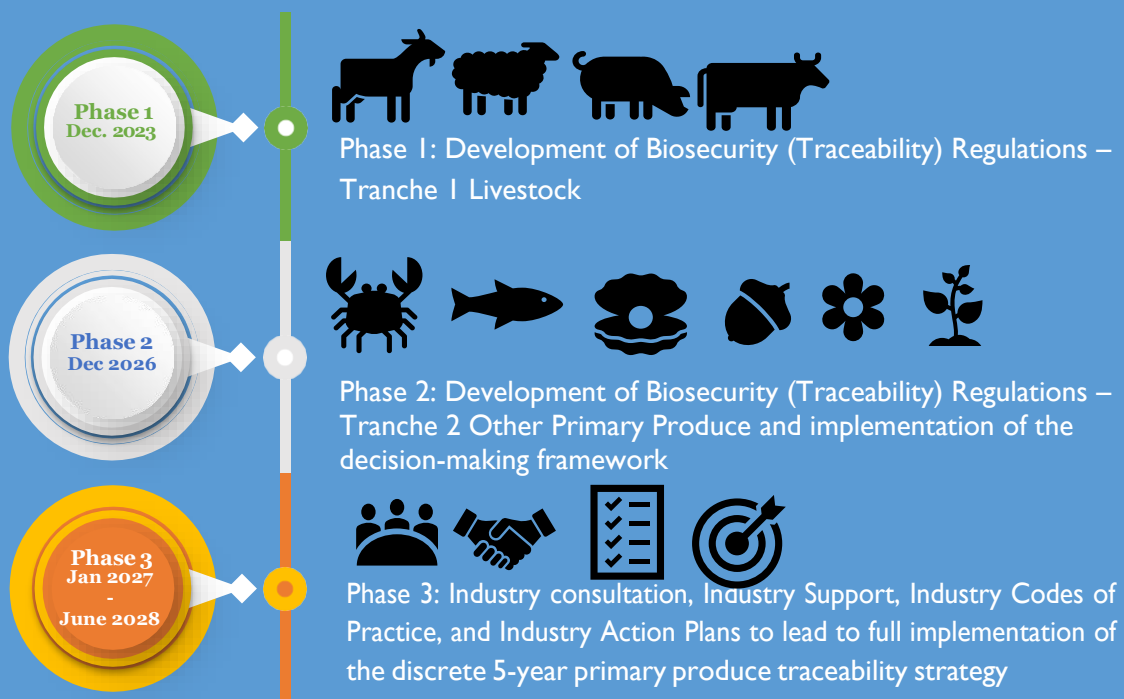 Phase 1
Dec. 2023
Phase 1: Development of Biosecurity (Traceability) Regulations –
Tranche 1 Livestock
Phase 2
Dec 2026
Phase 2: Development of Biosecurity (Traceability) Regulations –
Tranche 2 Other Primary Produce and implementation of the
decision-making framework
Phase 3
Jan 2027
-
June 2028
Phase 3: Industry consultation, Industry Support, Industry Codes of
Practice, and Industry Action Plans to lead to full implementation of
the discrete 5-year primary produce traceability strategy